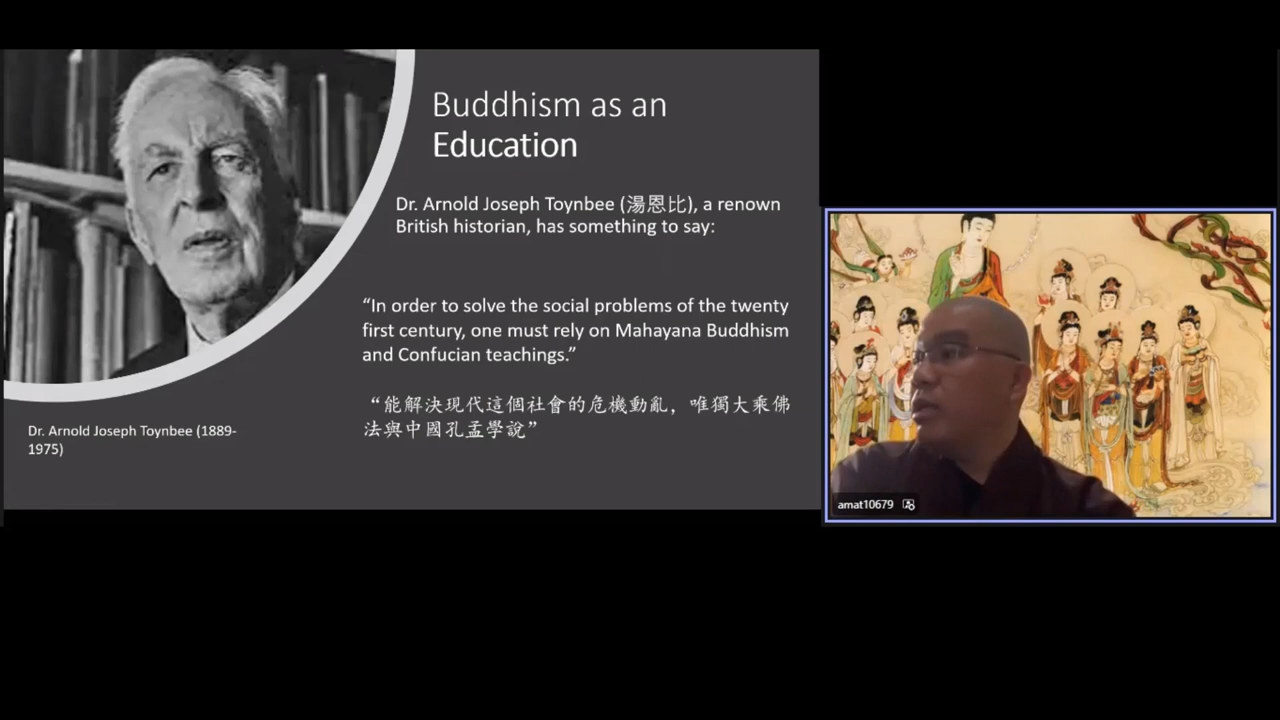 Buddhism as an
Education
Dr. Arnold Joseph Toynbee (湯恩比), a renown
British historian, has something to say:
“In order to solve the social problems of the twenty
first century, one must rely on Mahayana Buddhism
and Confucian teachings.”
“能解決現代這個社會的危機動亂，唯獨大乘佛
法與中國孔孟學說”
Dr. Arnold Joseph Toynbee (1889-
1975)
amat10679